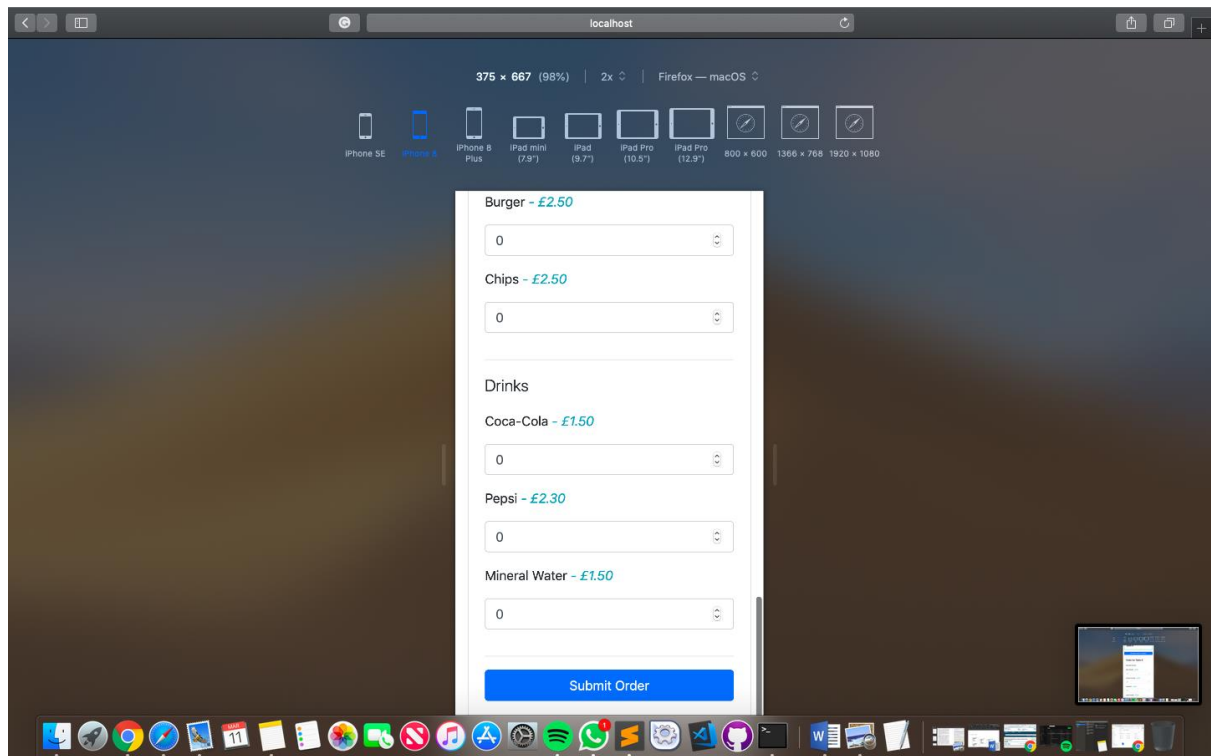 localhost
375 × 667 (98%) 2x Firefox — macOS
iPhone SE
iPhone 8
iPhone 8 Plus
iPad mini (7.9")
iPad (9.7")
iPad Pro (10.5")
iPad Pro (12.9")
800 × 600
1366 × 768
1920 × 1080
Burger - £2.50
0
Chips - £2.50
0
Drinks
Coca-Cola - £1.50
0
Pepsi - £2.30
0
Mineral Water - £1.50
0
Submit Order
MAR
11
1